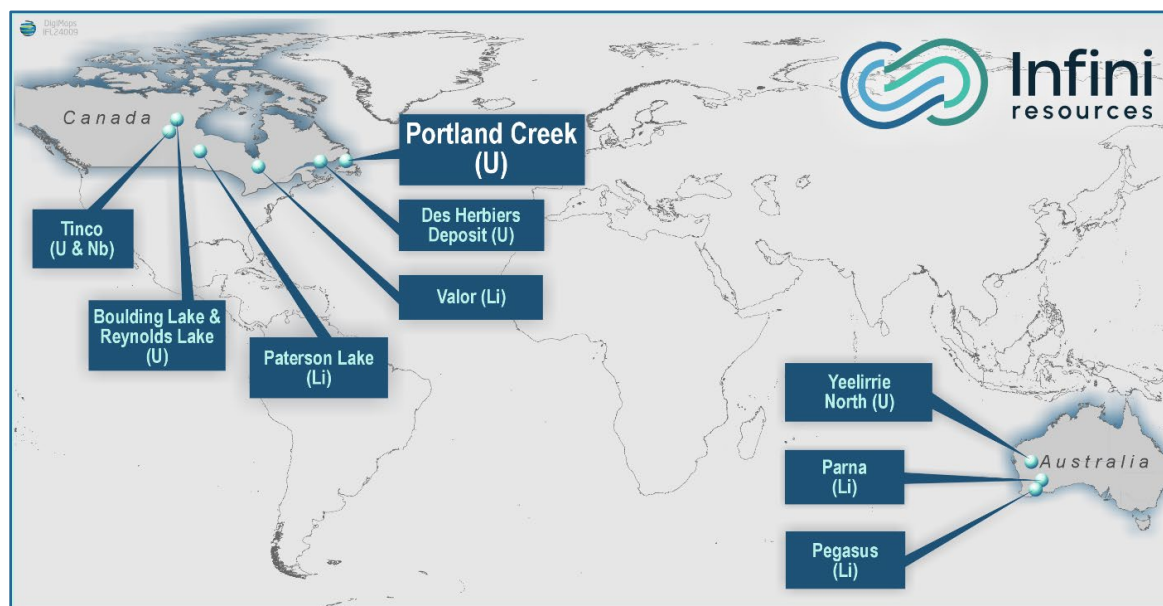 DigiMaps
IFL24009
Infini
resources
Canada
Portland Creek
(U)
Tinco
(U & Nb)
Des Herbiers
Deposit (U)
Boulding Lake &
Reynolds Lake
(U)
Valor (Li)
Paterson Lake
(Li)
Yeelirrie
North (U)
Australia
Parna
(Li)
Pegasus
(Li)